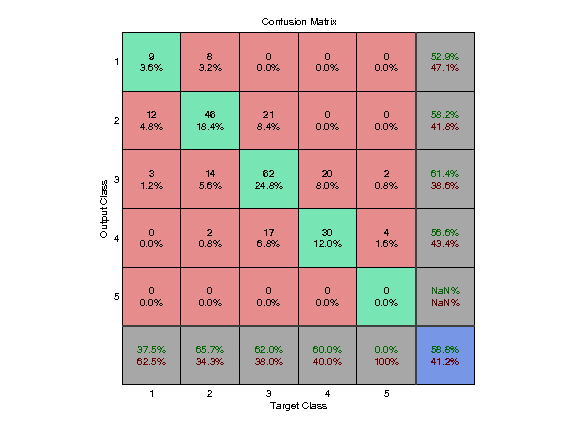 Confusion Matrix
9 8 0 0 0 52.9%
1
3.6% 3.2% 0.0% 0.0% 0.0% 47.1%
12 46 21 0 0 58.2%
2
4.8% 18.4% 8.4% 0.0% 0.0% 41.8%
3 14 62 20 2 61.4%
3
1.2% 5.6% 24.8% 8.0% 0.8% 38.6%
0 2 17 30 4 56.6%
4
0.0% 0.8% 6.8% 12.0% 1.6% 43.4%
0 0 0 0 0 NaN%
5
0.0% 0.0% 0.0% 0.0% 0.0% NaN%
37.5% 65.7% 62.0% 60.0% 0.0% 58.8%
62.5% 34.3% 38.0% 40.0% 100% 41.2%
1 2 3 4 5
Target Class
Output Class